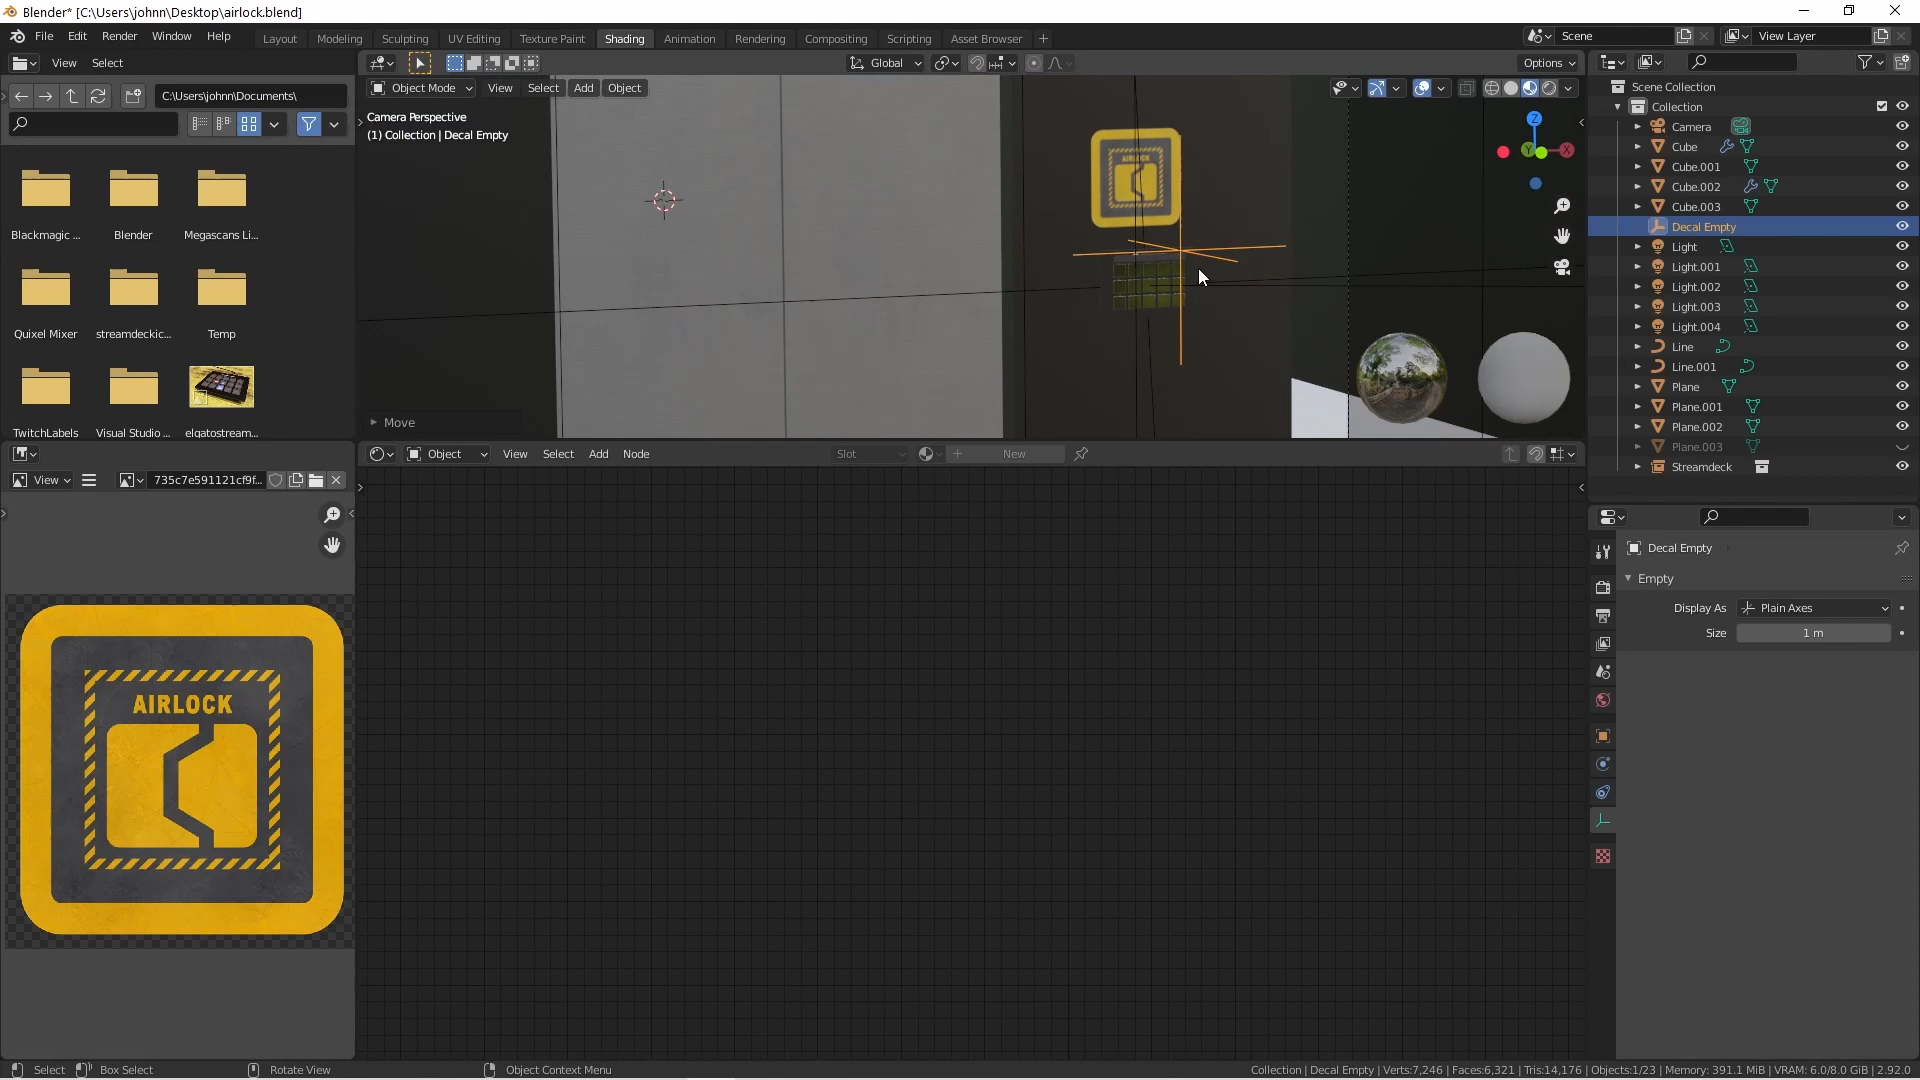 Blender* [C:\Users\johnn\Desktop\airlock.blend]
File Edit Render Window Help
Layout Modeling Sculpting UV Editing Texture Paint Shading Animation Rendering Compositing Scripting Asset Browser
Scene
View Layer
View Select
Global
Options
C:\Users\johnn\Documents\
Object Mode View Select Add Object
Camera Perspective
(1) Collection | Decal Empty
Z
Y
X
AIRLOCK
Blackmagic ...
Blender
Megascans Li...
Quixel Mixer
streamdeckic...
Temp
TwitchLabels
Visual Studio ...
elgatostream...
Move
Scene Collection
Collection
Camera
Cube
Cube.001
Cube.002
Cube.003
Decal Empty
Light
Light.001
Light.002
Light.003
Light.004
Line
Line.001
Plane
Plane.001
Plane.002
Plane.003
Streamdeck
Object View Select Add Node Slot New
View 735c7e591121cf9f...
AIRLOCK
Decal Empty
Empty
Display As Plain Axes
Size 1 m
Select Box Select Rotate View Object Context Menu
Collection | Decal Empty | Verts:7,246 | Faces:6,321 | Tris:14,176 | Objects:1/23 | Memory: 391.1 MiB | VRAM: 6.0/8.0 GiB | 2.92.0